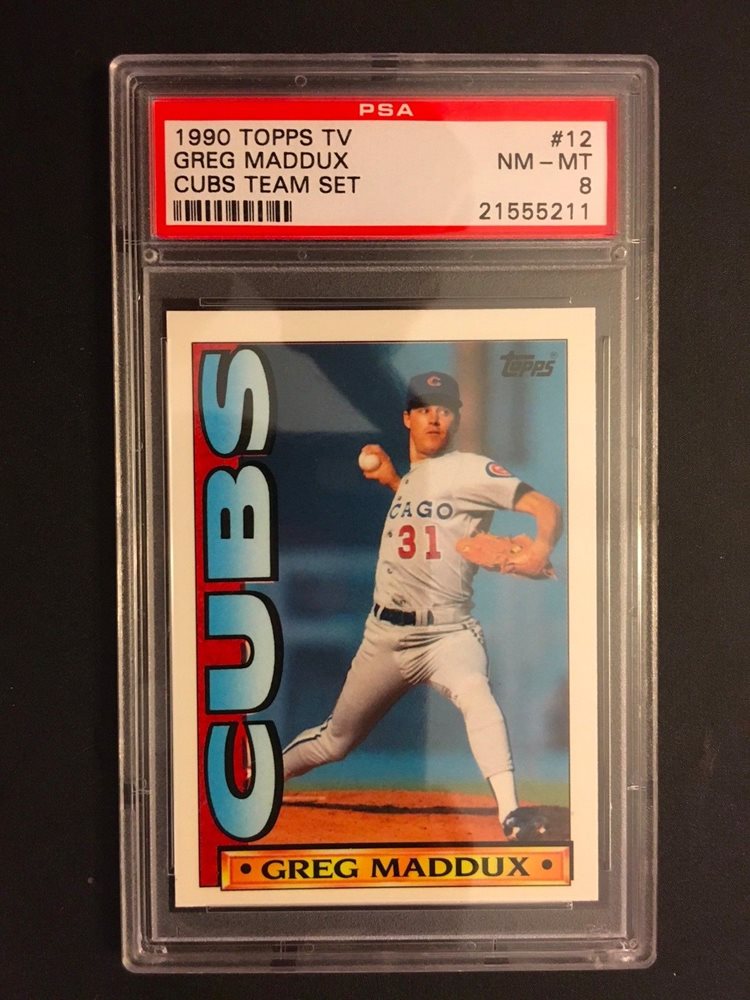 PSA
1990 TOPPS TV #12
GREG MADDUX NM - MT
CUBS TEAM SET 8
21555211
Topps
CUBS
C
CAGO
31
• GREG MADDUX •